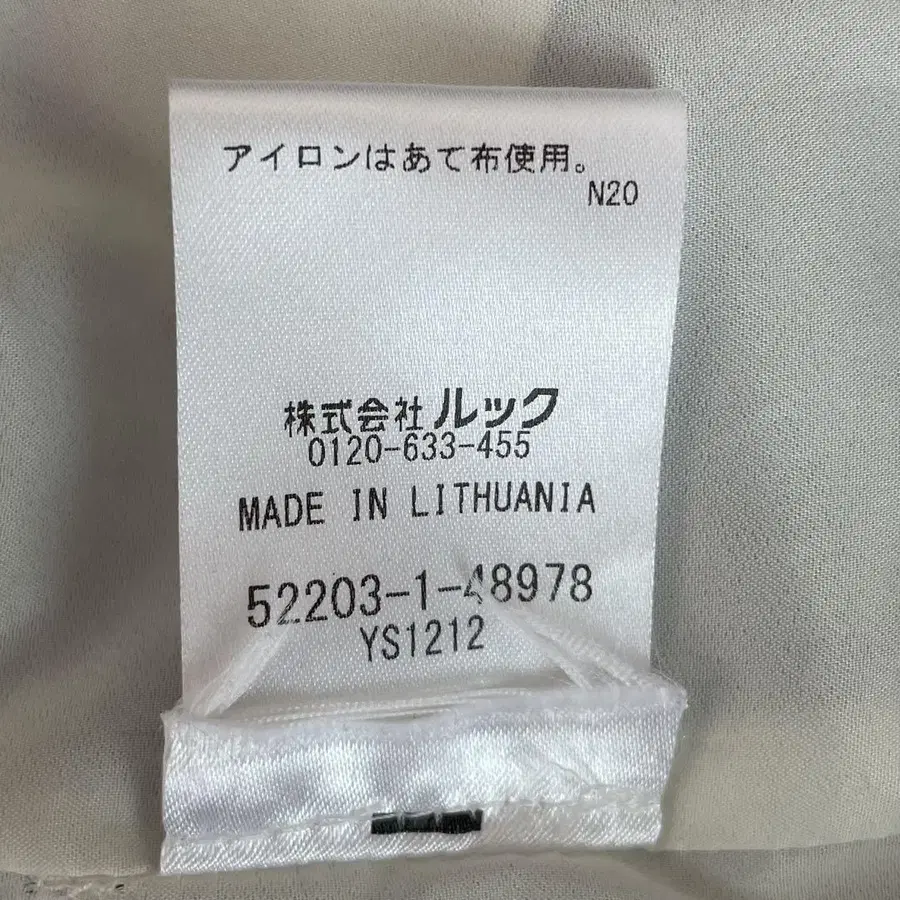 アイロンはあて布使用。
N20
株式会社ルック
0120-633-455
MADE IN LITHUANIA
52203-1-48978
YS1212